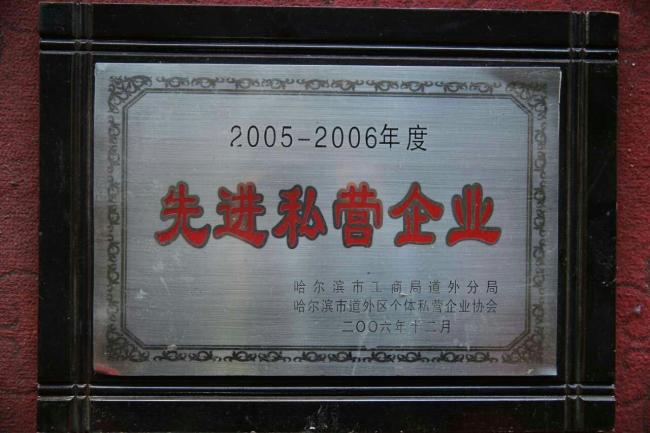 2005-2006年度
先进私营企业
哈尔滨市工商局道外分局
哈尔滨市道外区个体私营企业协会
二〇〇六年十二月